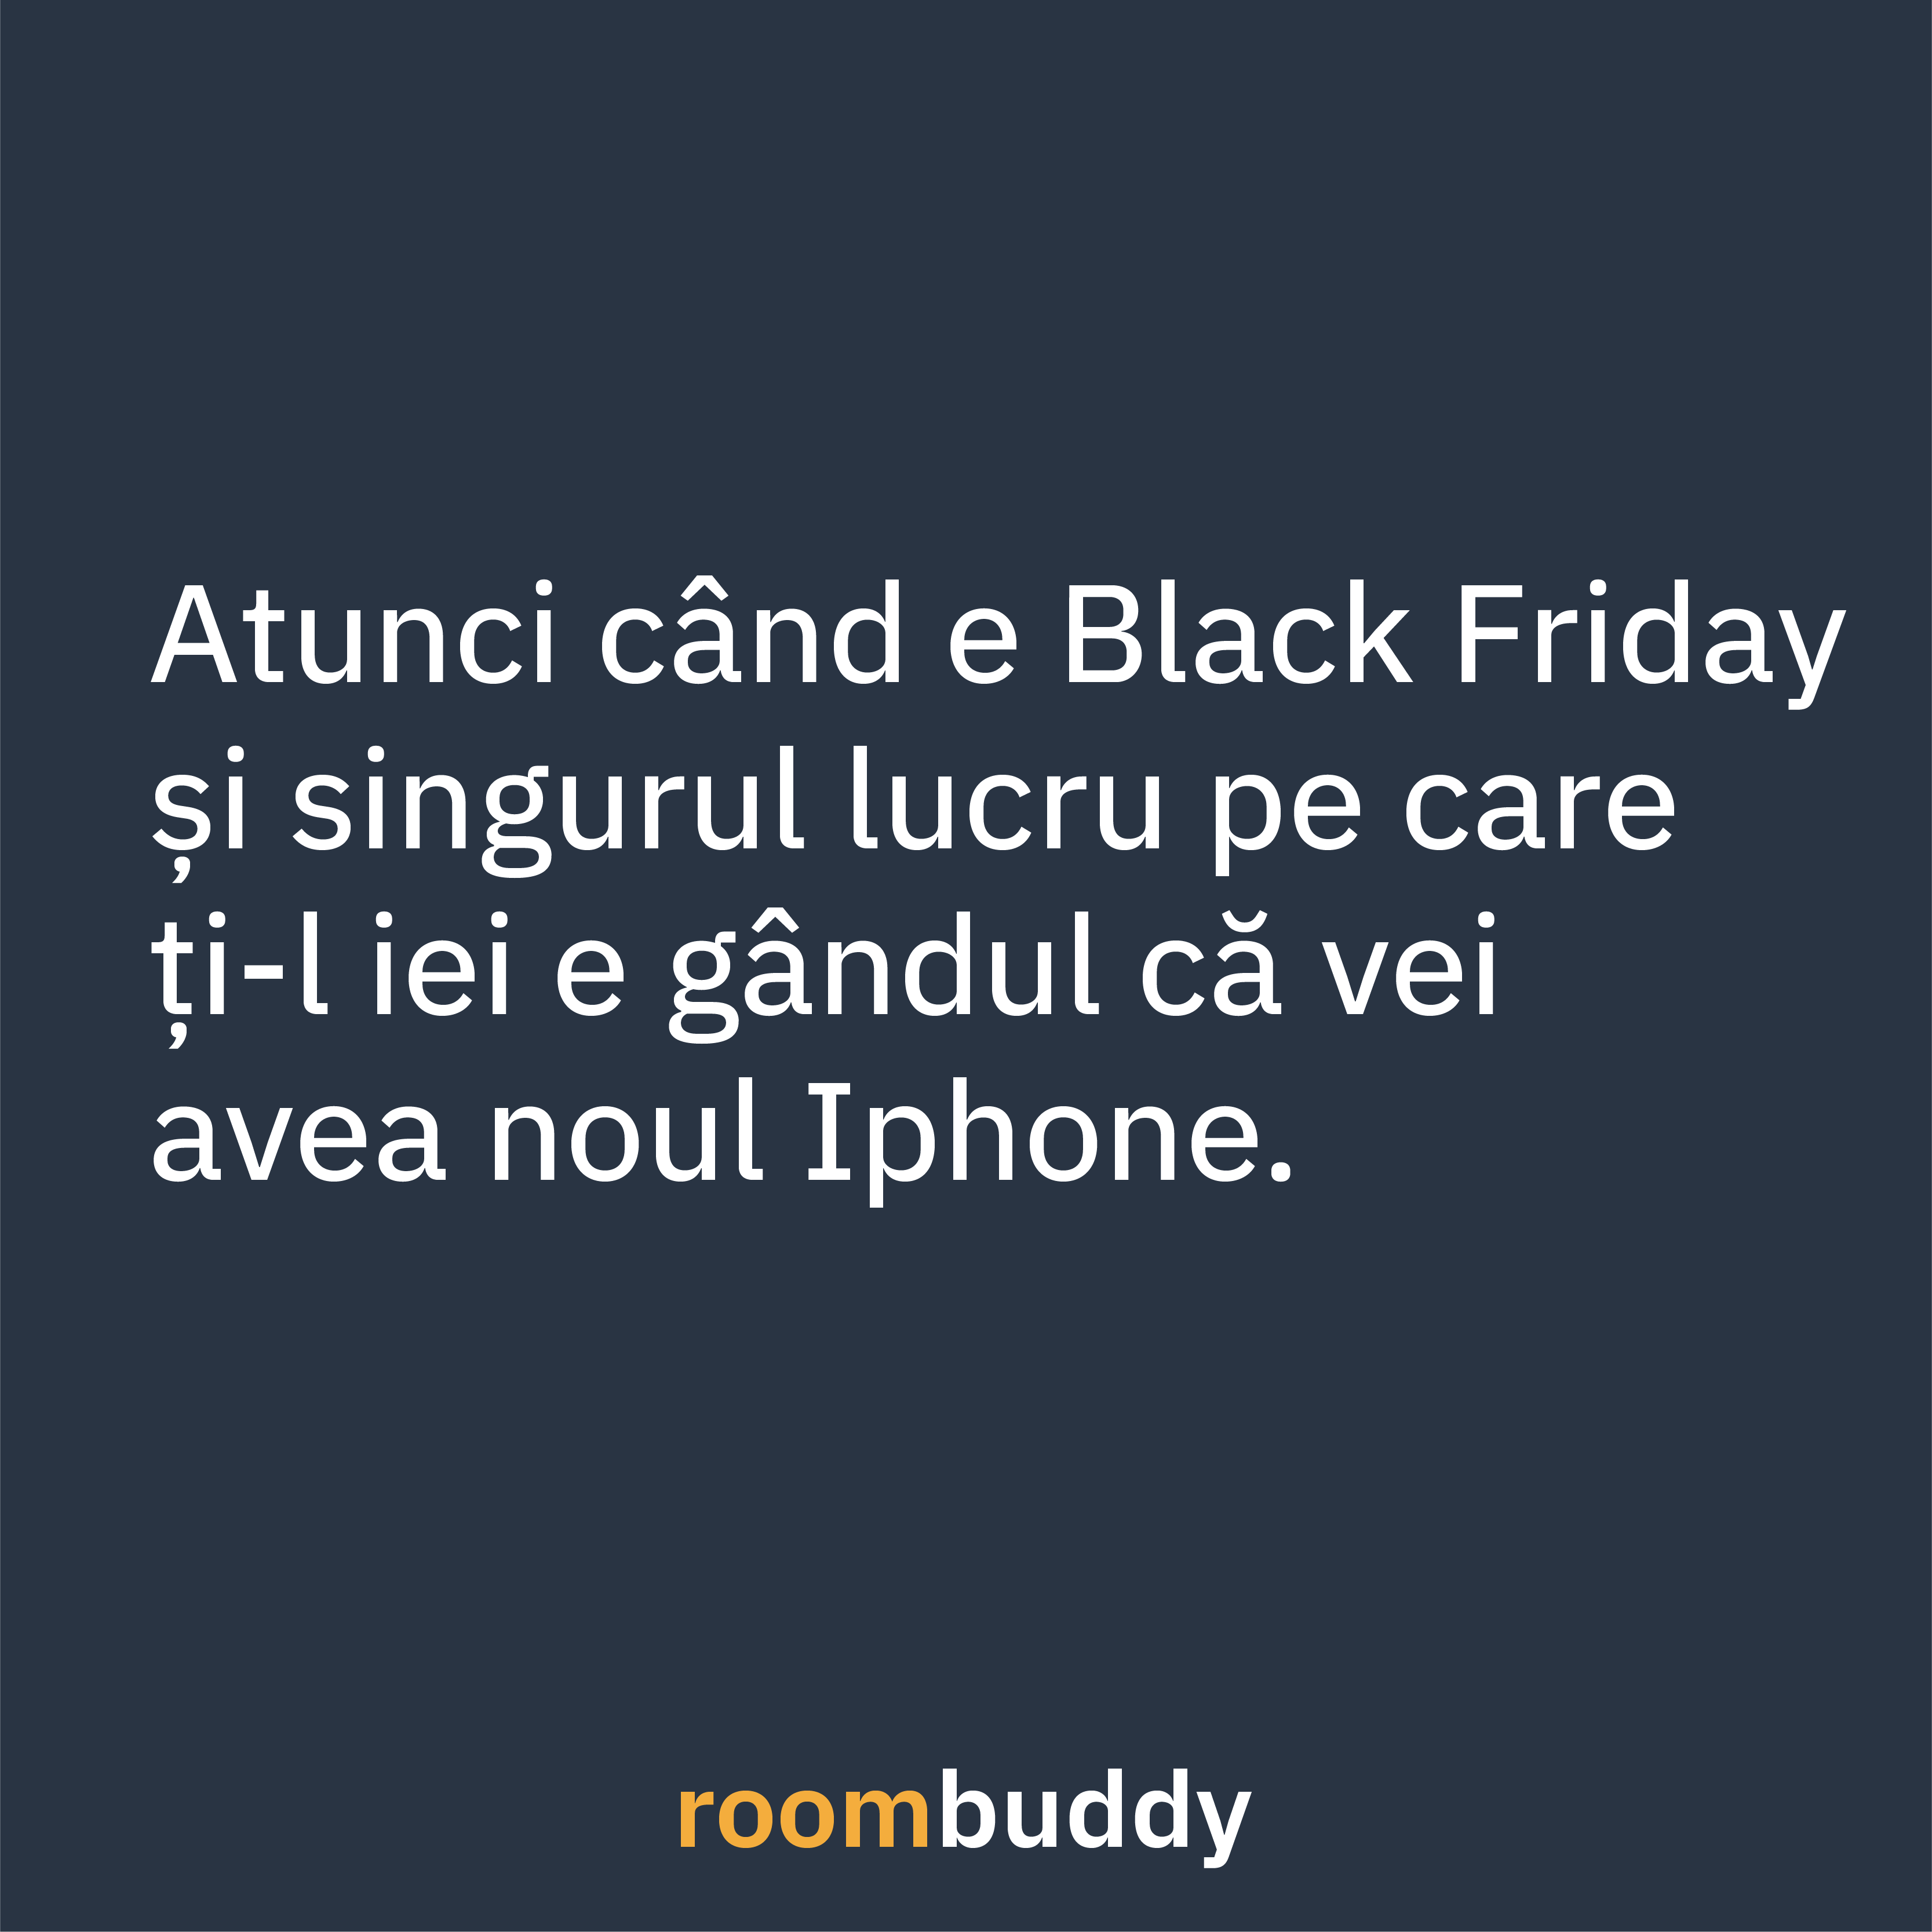 Atunci când e Black Friday
și singurul lucru pe care
ți-l iei e gândul că vei
avea noul Iphone.
roombuddy